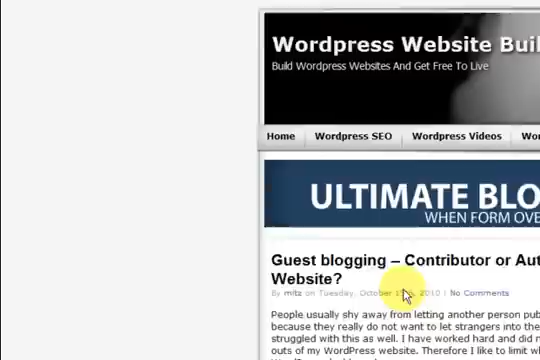 Wordpress Website Buil
Build Wordpress Websites And Get Free To Live
Home Wordpress SEO Wordpress Videos Wor
ULTIMATE BLO
WHEN FORM OVE
Guest blogging – Contributor or Aut
Website?
By mitz on Tuesday, October 2010 | No Comments
People usually shy away from letting another person pub
because they really do not want to let strangers into the
struggled with this as well. I have worked hard and did r
outs of my WordPress website. Therefore I like to limit wh